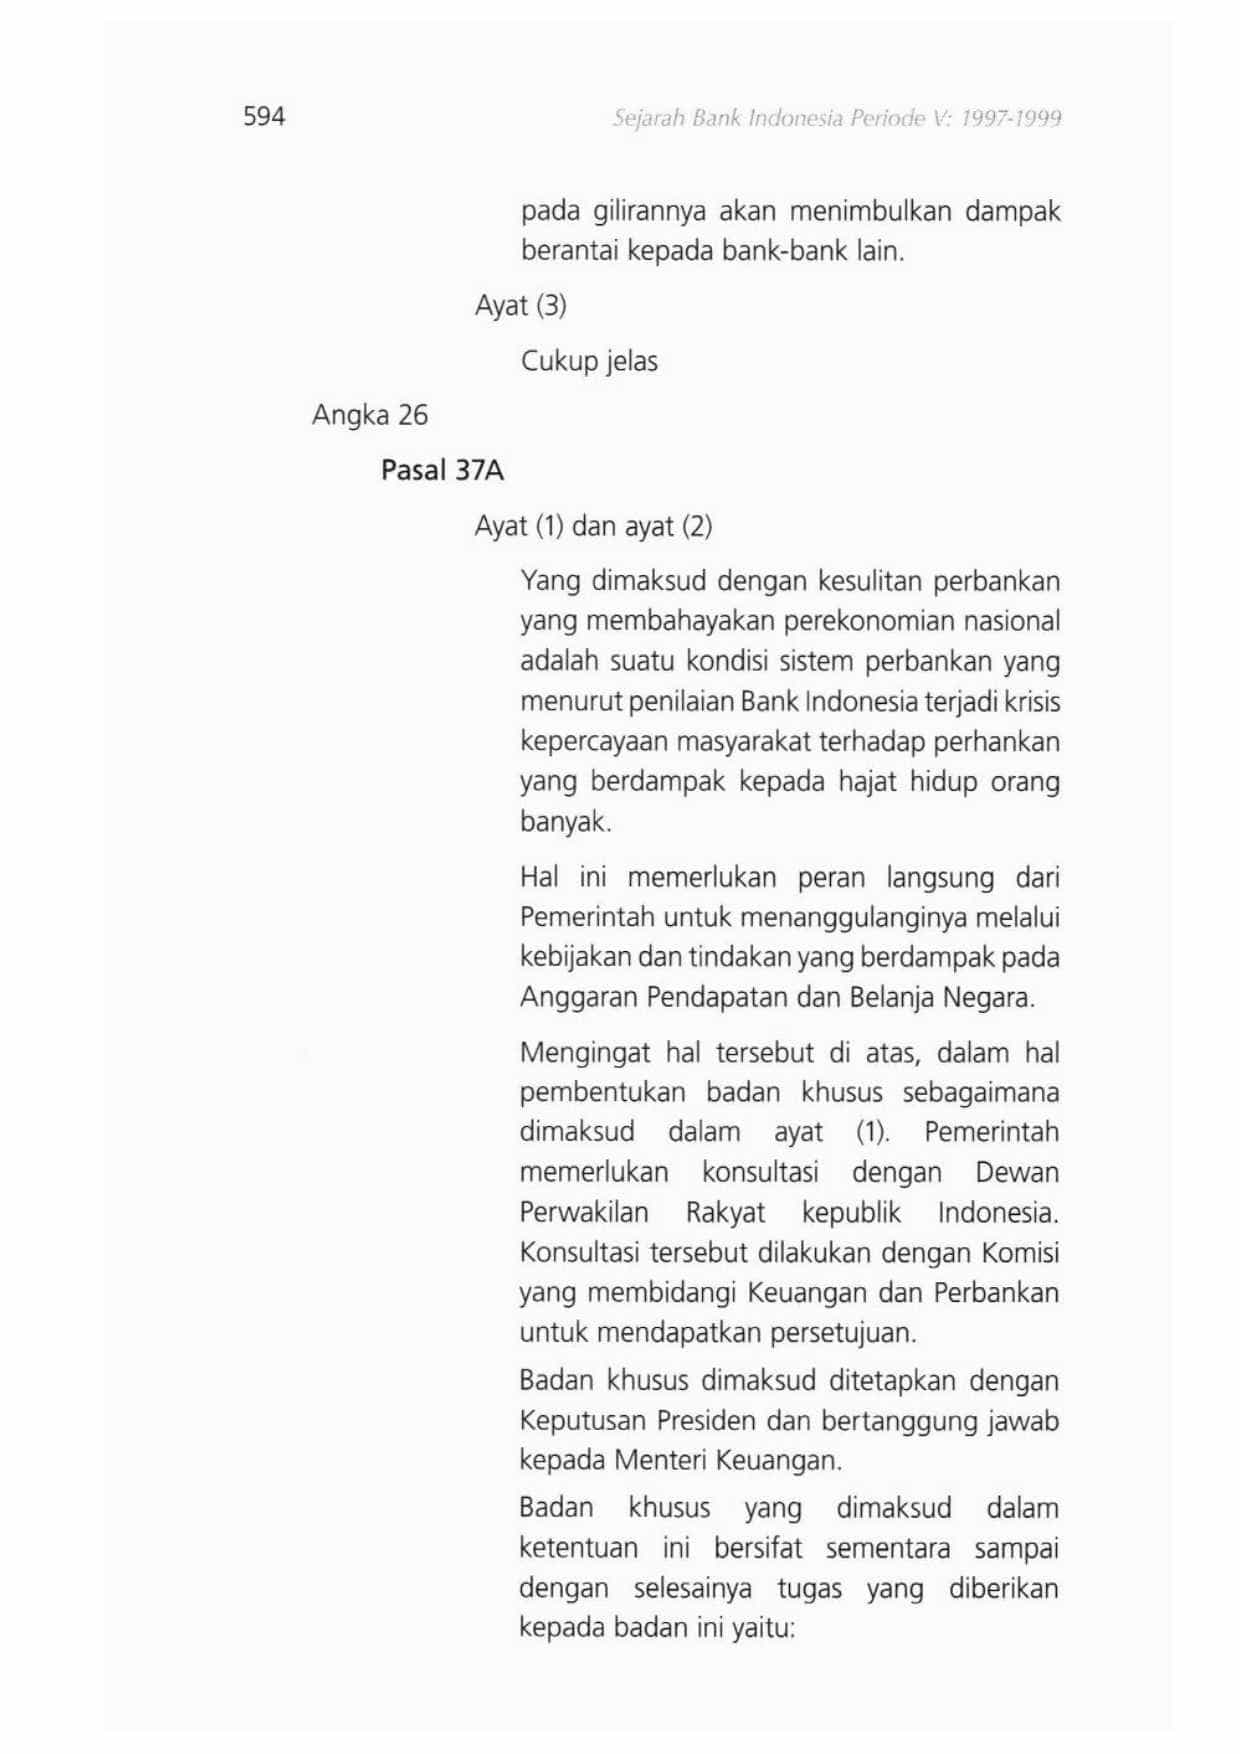 594
Sejarah Bank Indonesia Periode V: 1997-1999
pada gilirannya akan menimbulkan dampak
berantai kepada bank-bank lain.
Ayat (3)
Cukup jelas
Angka 26
Pasal 37A
Ayat (1) dan ayat (2)
Yang dimaksud dengan kesulitan perbankan
yang membahayakan perekonomian nasional
adalah suatu kondisi sistem perbankan yang
menurut penilaian Bank Indonesia terjadi krisis
kepercayaan masyarakat terhadap perhankan
yang berdampak kepada hajat hidup orang
banyak.
Hal ini memerlukan peran langsung dari
Pemerintah untuk menanggulanginya melalui
kebijakan dan tindakan yang berdampak pada
Anggaran Pendapatan dan Belanja Negara.
Mengingat hal tersebut di atas, dalam hal
pembentukan badan khusus sebagaimana
dimaksud dalam ayat (1). Pemerintah
memerlukan konsultasi dengan Dewan
Perwakilan Rakyat kepublik Indonesia.
Konsultasi tersebut dilakukan dengan Komisi
yang membidangi Keuangan dan Perbankan
untuk mendapatkan persetujuan.
Badan khusus dimaksud ditetapkan dengan
Keputusan Presiden dan bertanggung jawab
kepada Menteri Keuangan.
Badan khusus yang dimaksud dalam
ketentuan ini bersifat sementara sampai
dengan selesainya tugas yang diberikan
kepada badan ini yaitu: